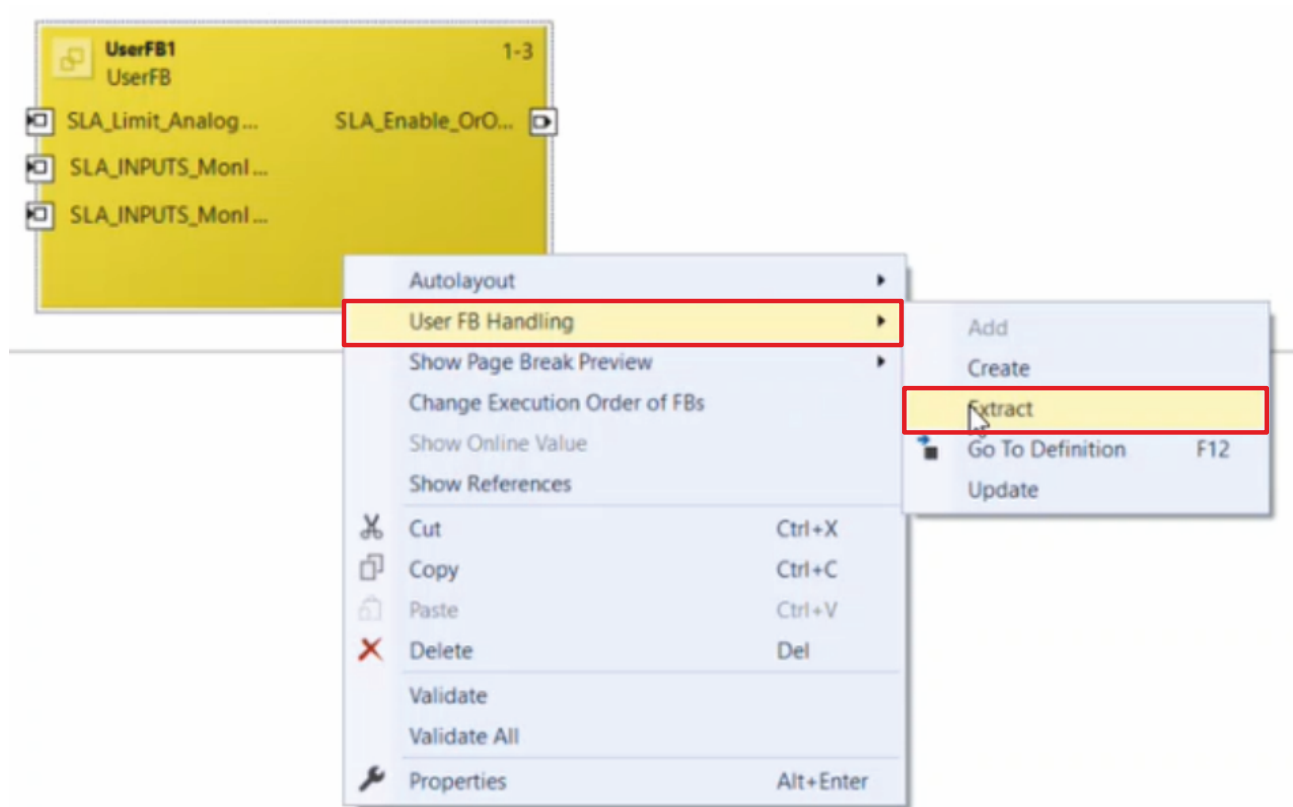 UserFB1 1-3
UserFB
SLA_Limit_Analog... SLA_Enable_OrO...
SLA_INPUTS_MonI...
SLA_INPUTS_MonI...
Autolayout
User FB Handling
Show Page Break Preview
Change Execution Order of FBs
Show Online Value
Show References
Cut Ctrl+X
Copy Ctrl+C
Paste Ctrl+V
Delete Del
Validate
Validate All
Properties Alt+Enter
Add
Create
Extract
Go To Definition F12
Update